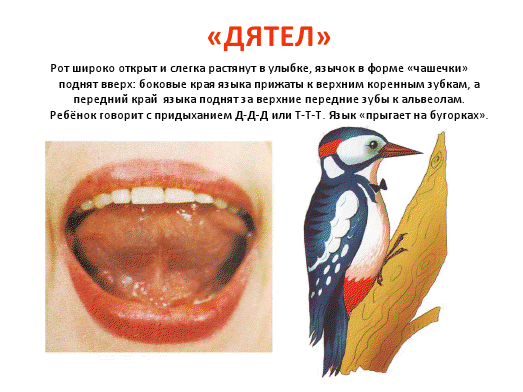 «ДЯТЕЛ»
Рот широко открыт и слегка растянут в улыбке, язычок в форме «чашечки»
поднят вверх: боковые края языка прижаты к верхним коренным зубкам, а
передний край языка поднят за верхние передние зубы к альвеолам.
Ребёнок говорит с придыханием Д-Д-Д или Т-Т-Т. Язык «прыгает на бугорках».